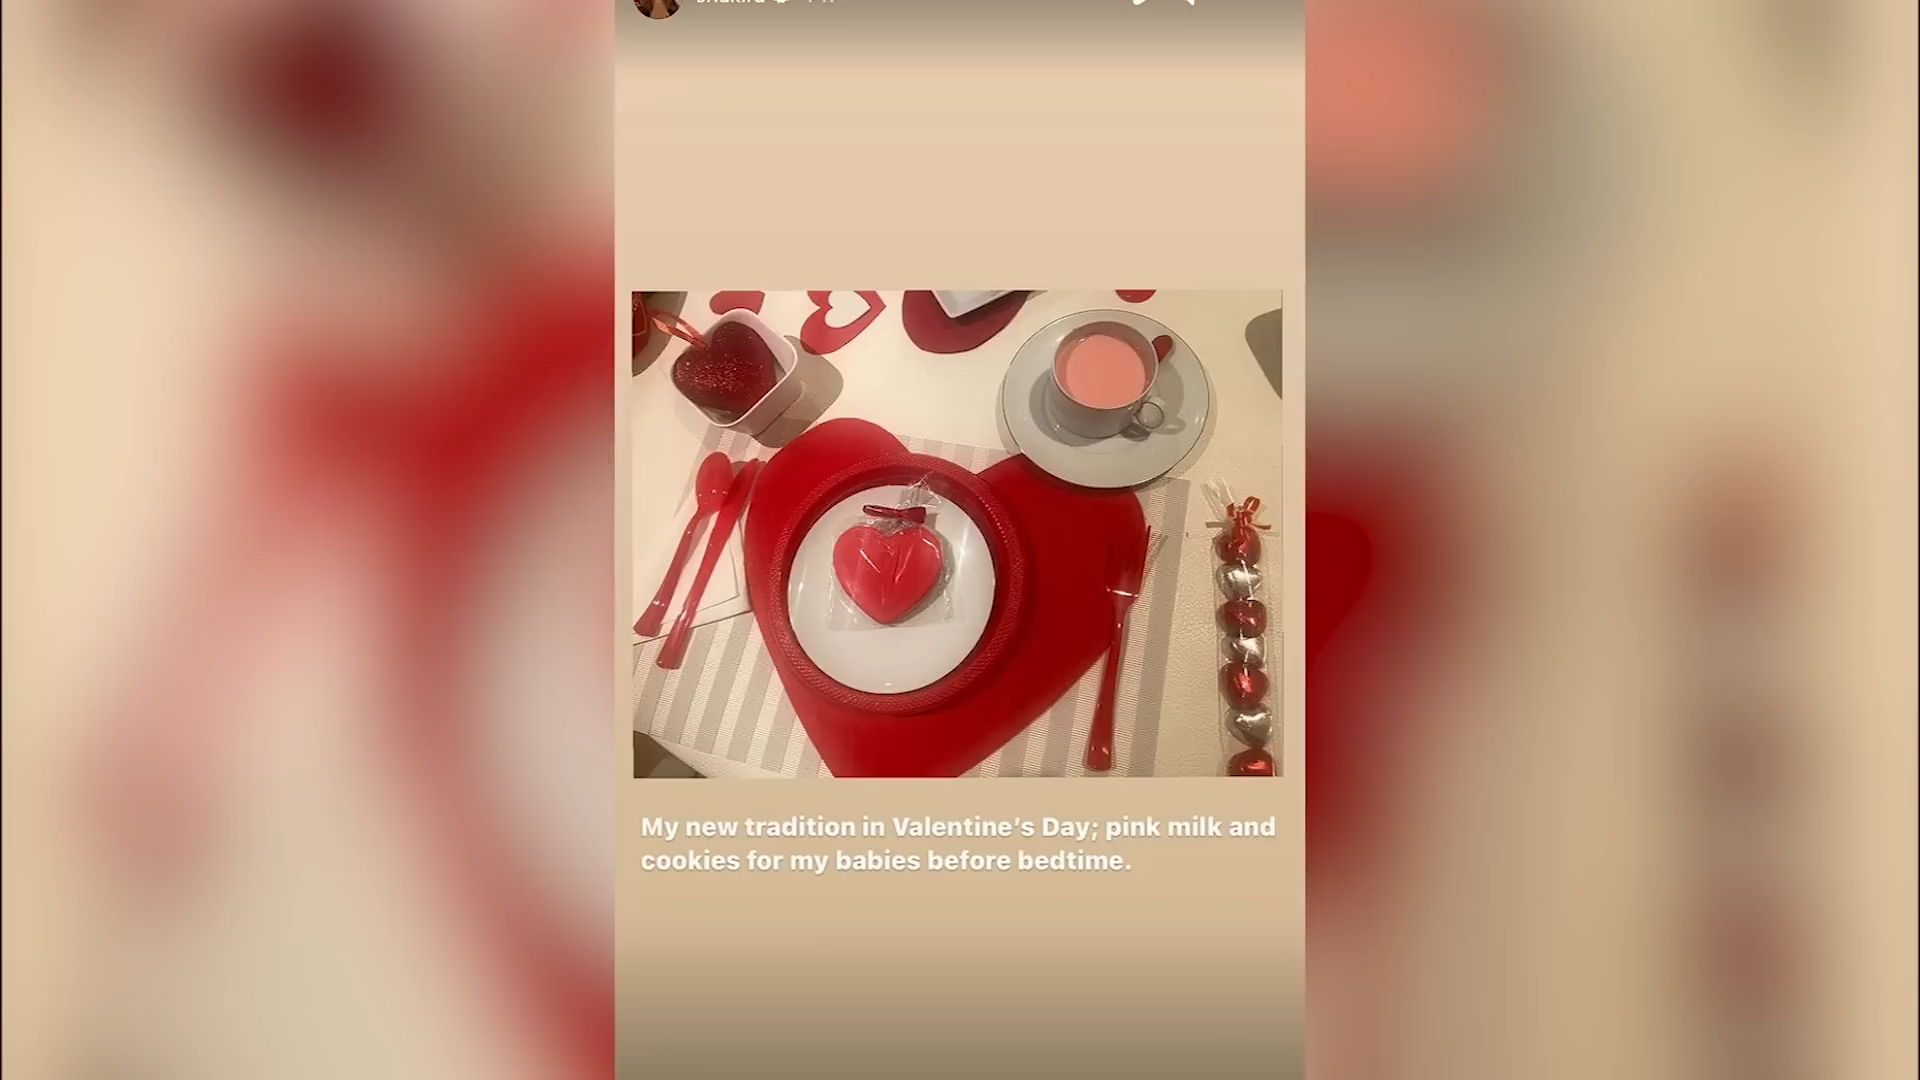 My new tradition in Valentine's Day; pink milk and
cookies for my babies before bedtime.